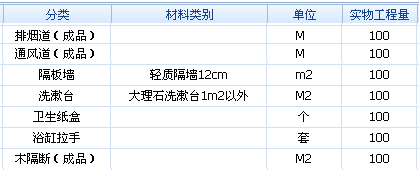 分类 材料类别 单位 实物工程量
排烟道（成品） M 100
通风道（成品） M 100
隔板墙 轻质隔墙12cm m2 100
洗漱台 大理石洗漱台1m2以外 M2 100
卫生纸盒 个 100
浴缸拉手 套 100
木隔断（成品） M2 100